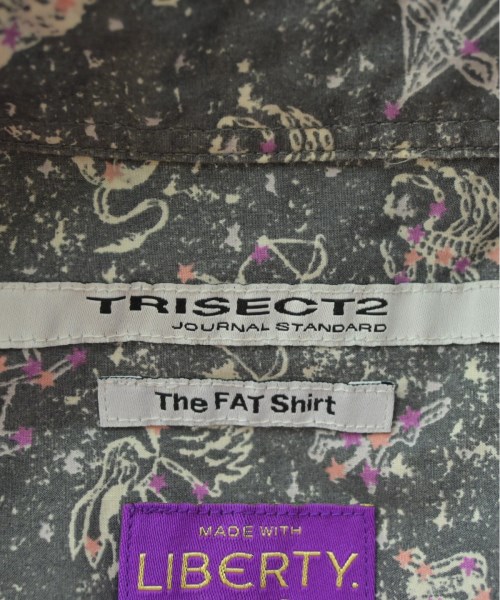 TRISECT2
JOURNAL STANDARD
The FAT Shirt
MADE WITH
LIBERTY.